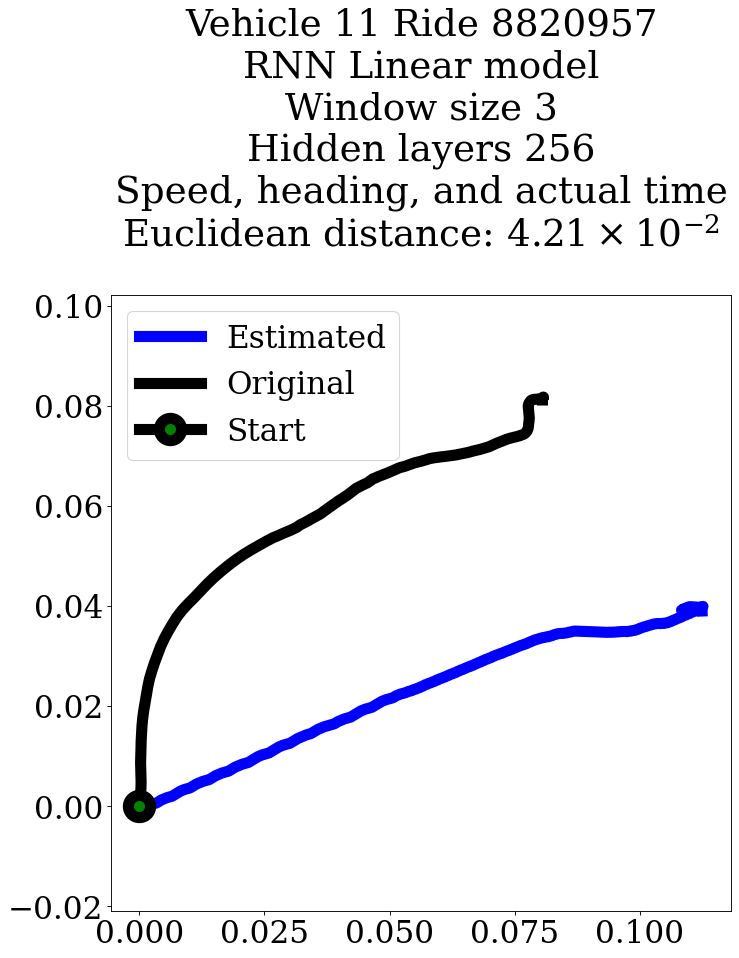 Vehicle 11 Ride 8820957
RNN Linear model
Window size 3
Hidden layers 256
Speed, heading, and actual time
Euclidean distance: 4.21 × 10⁻²
0.10
0.08
0.06
0.04
0.02
0.00
−0.02
Estimated
Original
Start
0.000 0.025 0.050 0.075 0.100